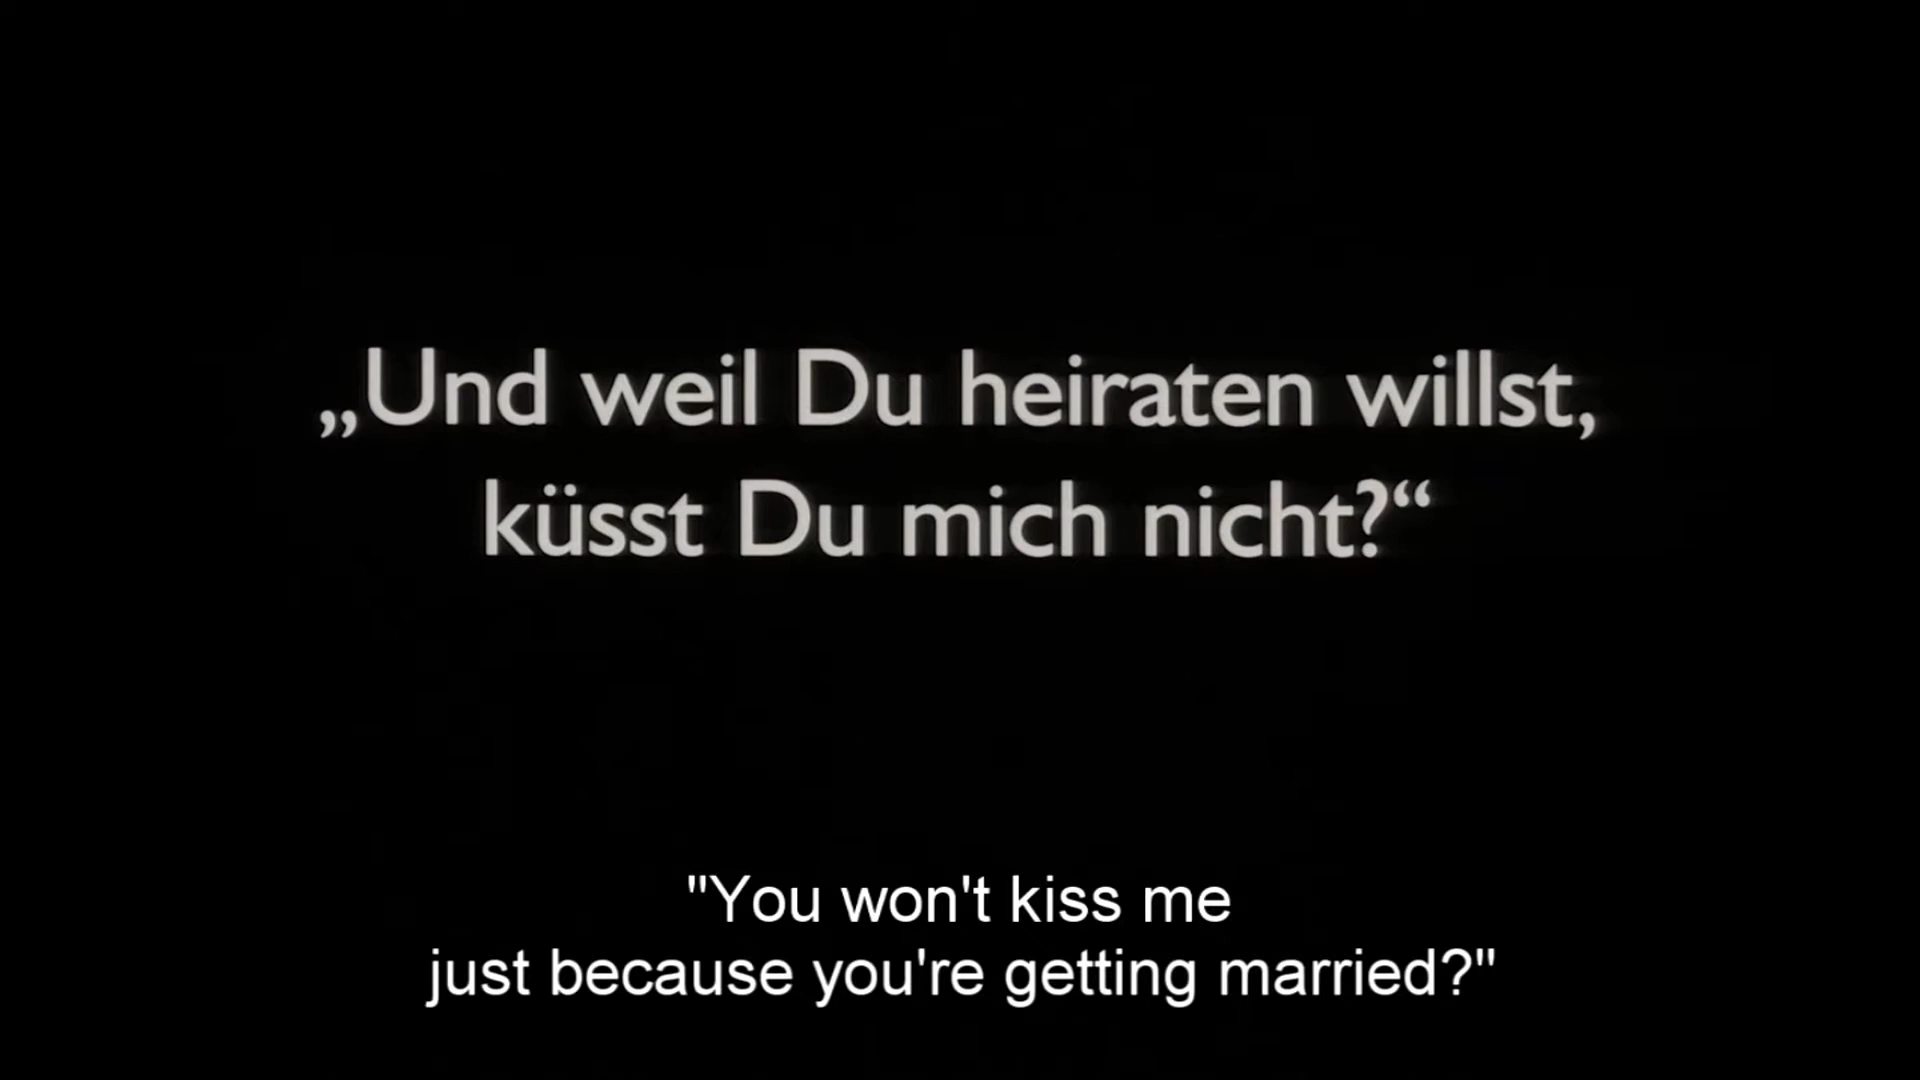 „Und weil Du heiraten willst,
küsst Du mich nicht?“
"You won't kiss me
just because you're getting married?"